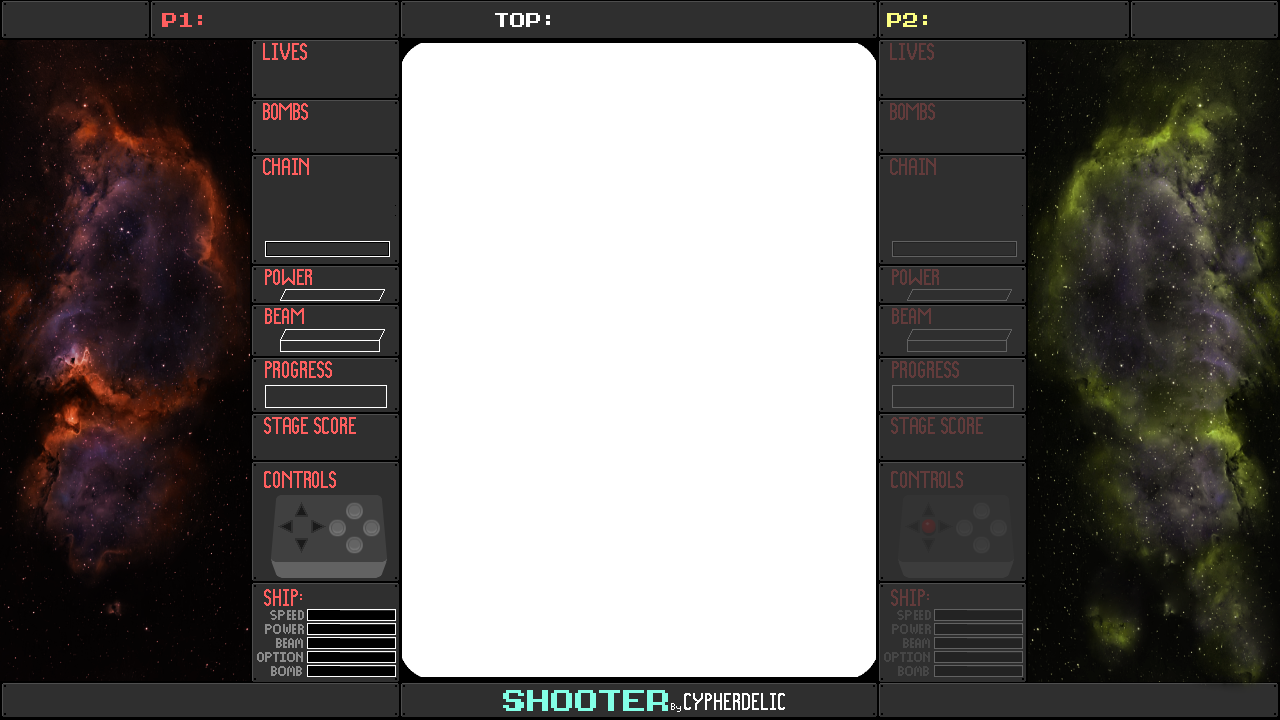 P1:
TOP:
P2:
LIVES
BOMBS
CHAIN
POWER
BEAM
PROGRESS
STAGE SCORE
CONTROLS
SHIP:
SPEED
POWER
BEAM
OPTION
BOMB
LIVES
BOMBS
CHAIN
POWER
BEAM
PROGRESS
STAGE SCORE
CONTROLS
SHIP:
SPEED
POWER
BEAM
OPTION
BOMB
SHOOTER By CYPHERDELIC